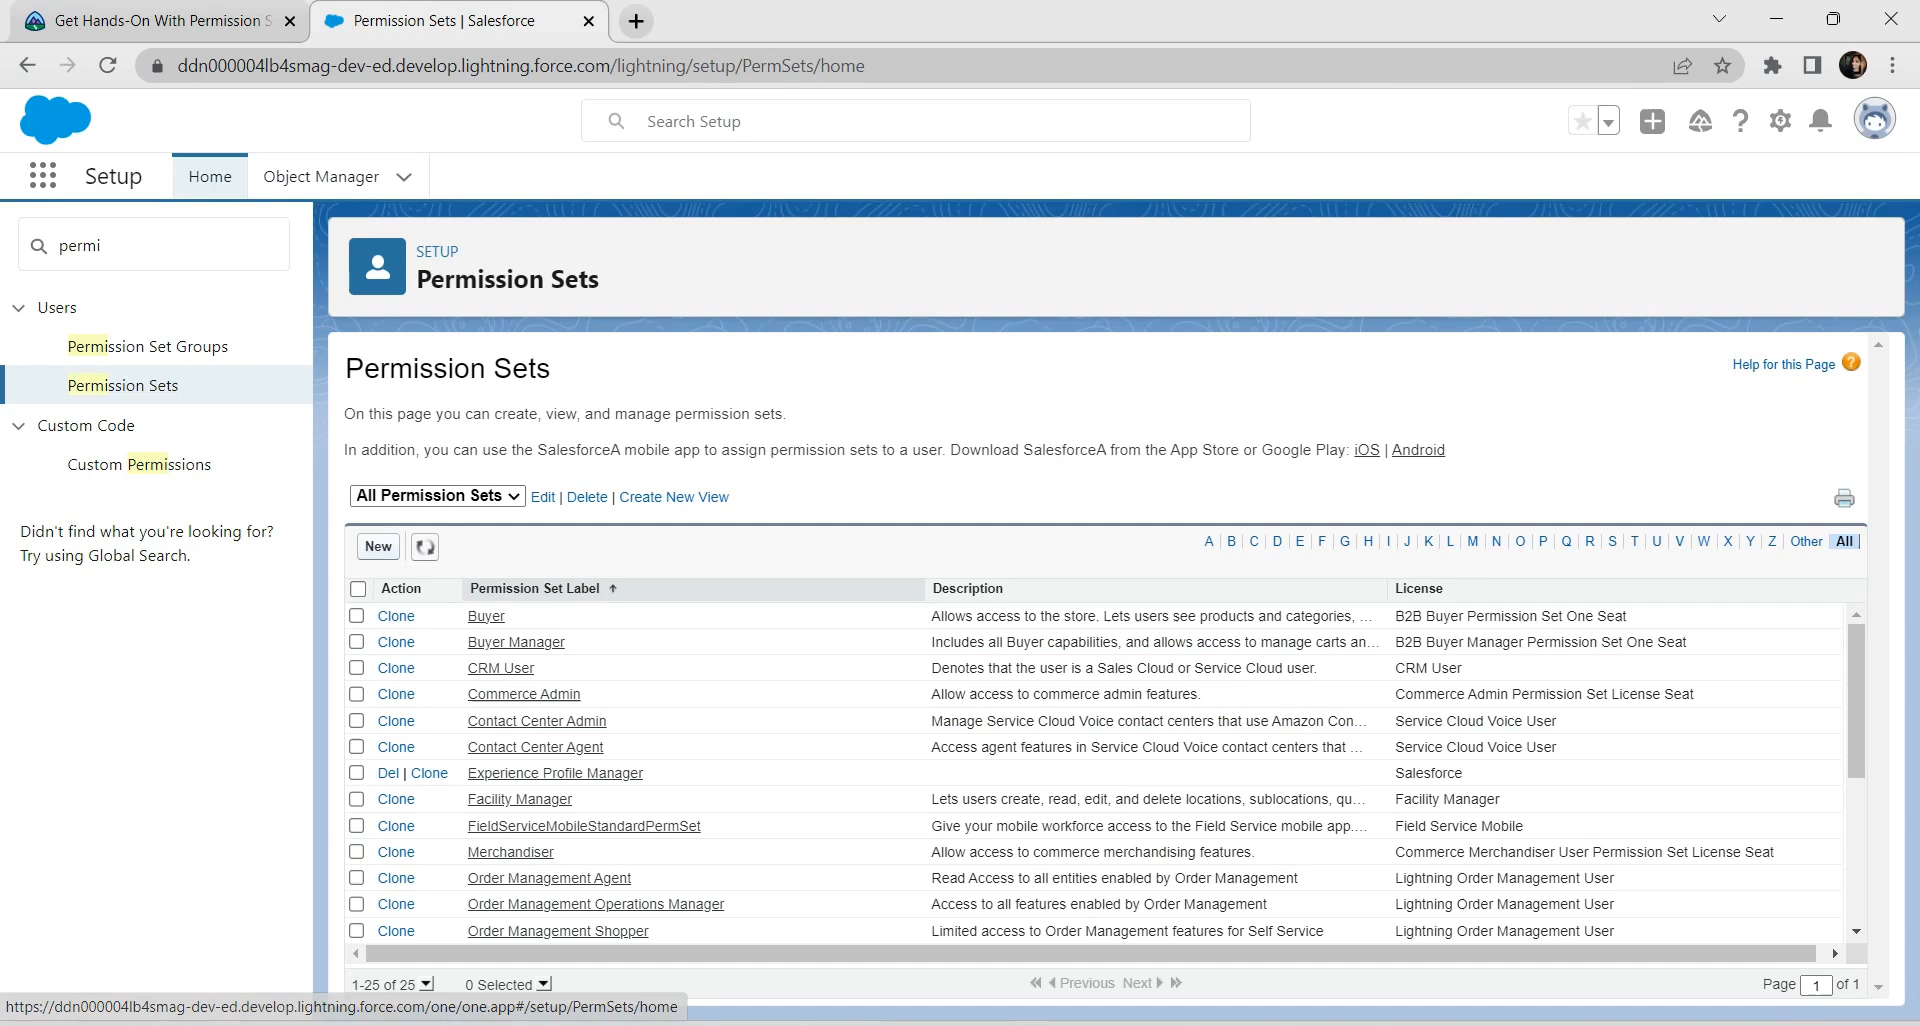 Get Hands-On With Permission S
Permission Sets | Salesforce
ddn000004lb4smag-dev-ed.develop.lightning.force.com/lightning/setup/PermSets/home
Search Setup
Setup
Home
Object Manager
permi
Users
Permission Set Groups
Permission Sets
Custom Code
Custom Permissions
Didn't find what you're looking for?
Try using Global Search.
SETUP
Permission Sets
Permission Sets
Help for this Page
On this page you can create, view, and manage permission sets.
In addition, you can use the SalesforceA mobile app to assign permission sets to a user. Download SalesforceA from the App Store or Google Play: iOS | Android
All Permission Sets Edit | Delete | Create New View
New A | B | C | D | E | F | G | H | I | J | K | L | M | N | O | P | Q | R | S | T | U | V | W | X | Y | Z | Other | All
Action Permission Set Label ↑ Description License
Clone Buyer Allows access to the store. Lets users see products and categories, ... B2B Buyer Permission Set One Seat
Clone Buyer Manager Includes all Buyer capabilities, and allows access to manage carts an... B2B Buyer Manager Permission Set One Seat
Clone CRM User Denotes that the user is a Sales Cloud or Service Cloud user. CRM User
Clone Commerce Admin Allow access to commerce admin features. Commerce Admin Permission Set License Seat
Clone Contact Center Admin Manage Service Cloud Voice contact centers that use Amazon Con... Service Cloud Voice User
Clone Contact Center Agent Access agent features in Service Cloud Voice contact centers that ... Service Cloud Voice User
Del | Clone Experience Profile Manager Salesforce
Clone Facility Manager Lets users create, read, edit, and delete locations, sublocations, qu... Facility Manager
Clone FieldServiceMobileStandardPermSet Give your mobile workforce access to the Field Service mobile app.... Field Service Mobile
Clone Merchandiser Allow access to commerce merchandising features. Commerce Merchandiser User Permission Set License Seat
Clone Order Management Agent Read Access to all entities enabled by Order Management Lightning Order Management User
Clone Order Management Operations Manager Access to all features enabled by Order Management Lightning Order Management User
Clone Order Management Shopper Limited access to Order Management features for Self Service Lightning Order Management User
1-25 of 25 0 Selected Previous Next Page 1 of 1
https://ddn000004lb4smag-dev-ed.develop.lightning.force.com/one/one.app#/setup/PermSets/home